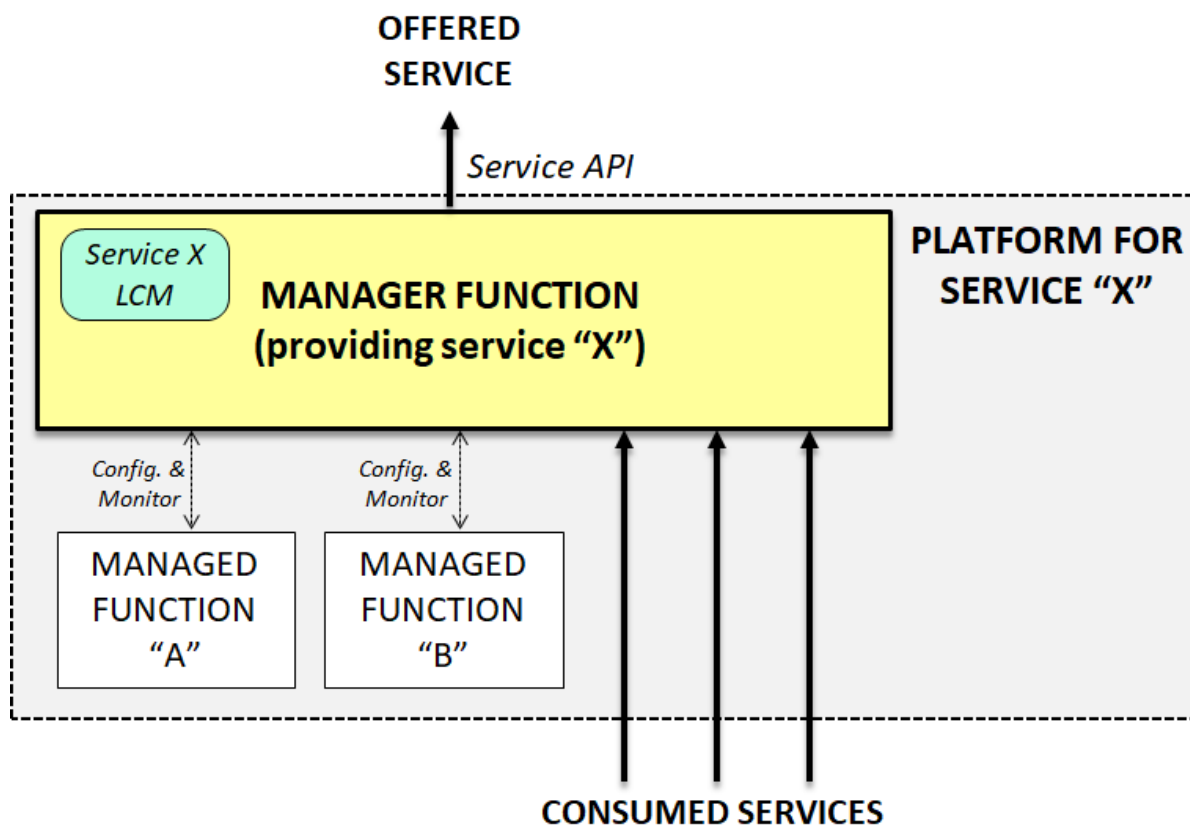 OFFERED
SERVICE
Service API
PLATFORM FOR
SERVICE “X”
Service X
LCM
MANAGER FUNCTION
(providing service “X”)
Config. &
Monitor
Config. &
Monitor
MANAGED
FUNCTION
“A”
MANAGED
FUNCTION
“B”
CONSUMED SERVICES